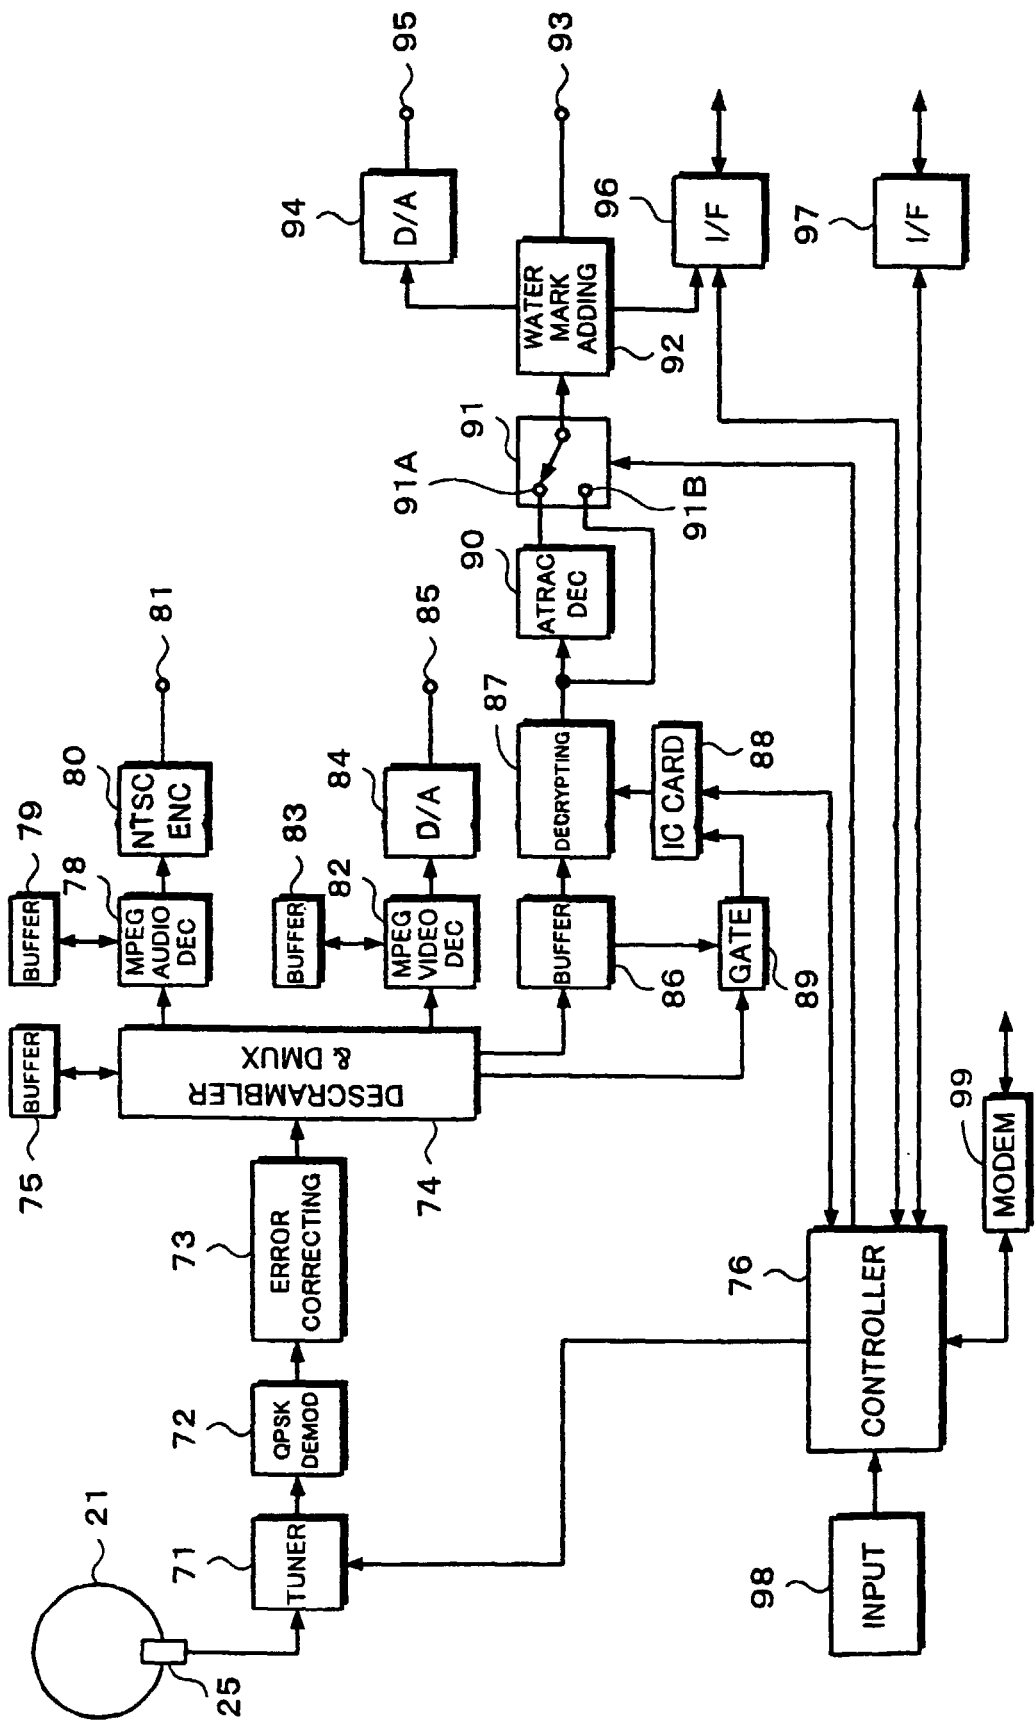 21
25
TUNER
71
QPSK
DEMOD
72
ERROR
CORRECTING
73
DESCRAMBLER
& DMUX
74
BUFFER
75
MPEG
AUDIO
DEC
78
BUFFER
79
NTSC
ENC
80
81
MPEG
VIDEO
DEC
82
BUFFER
83
D/A
84
85
BUFFER
86
DECRYPTING
87
IC CARD
88
GATE
89
ATRAC
DEC
90
91
91A
91B
WATER
MARK
ADDING
92
93
D/A
94
95
I/F
96
I/F
97
INPUT
98
CONTROLLER
76
MODEM
99